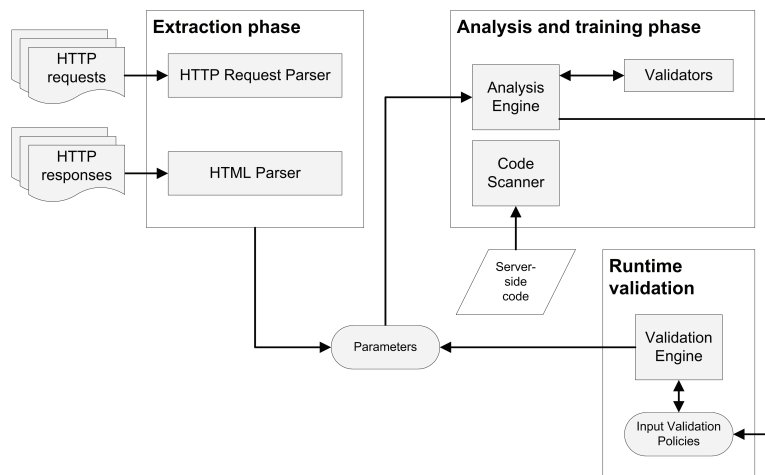 Extraction phase
HTTP
requests
HTTP Request Parser
HTTP
responses
HTML Parser
Analysis and training phase
Analysis
Engine
Validators
Code
Scanner
Server-
side
code
Parameters
Runtime
validation
Validation
Engine
Input Validation
Policies